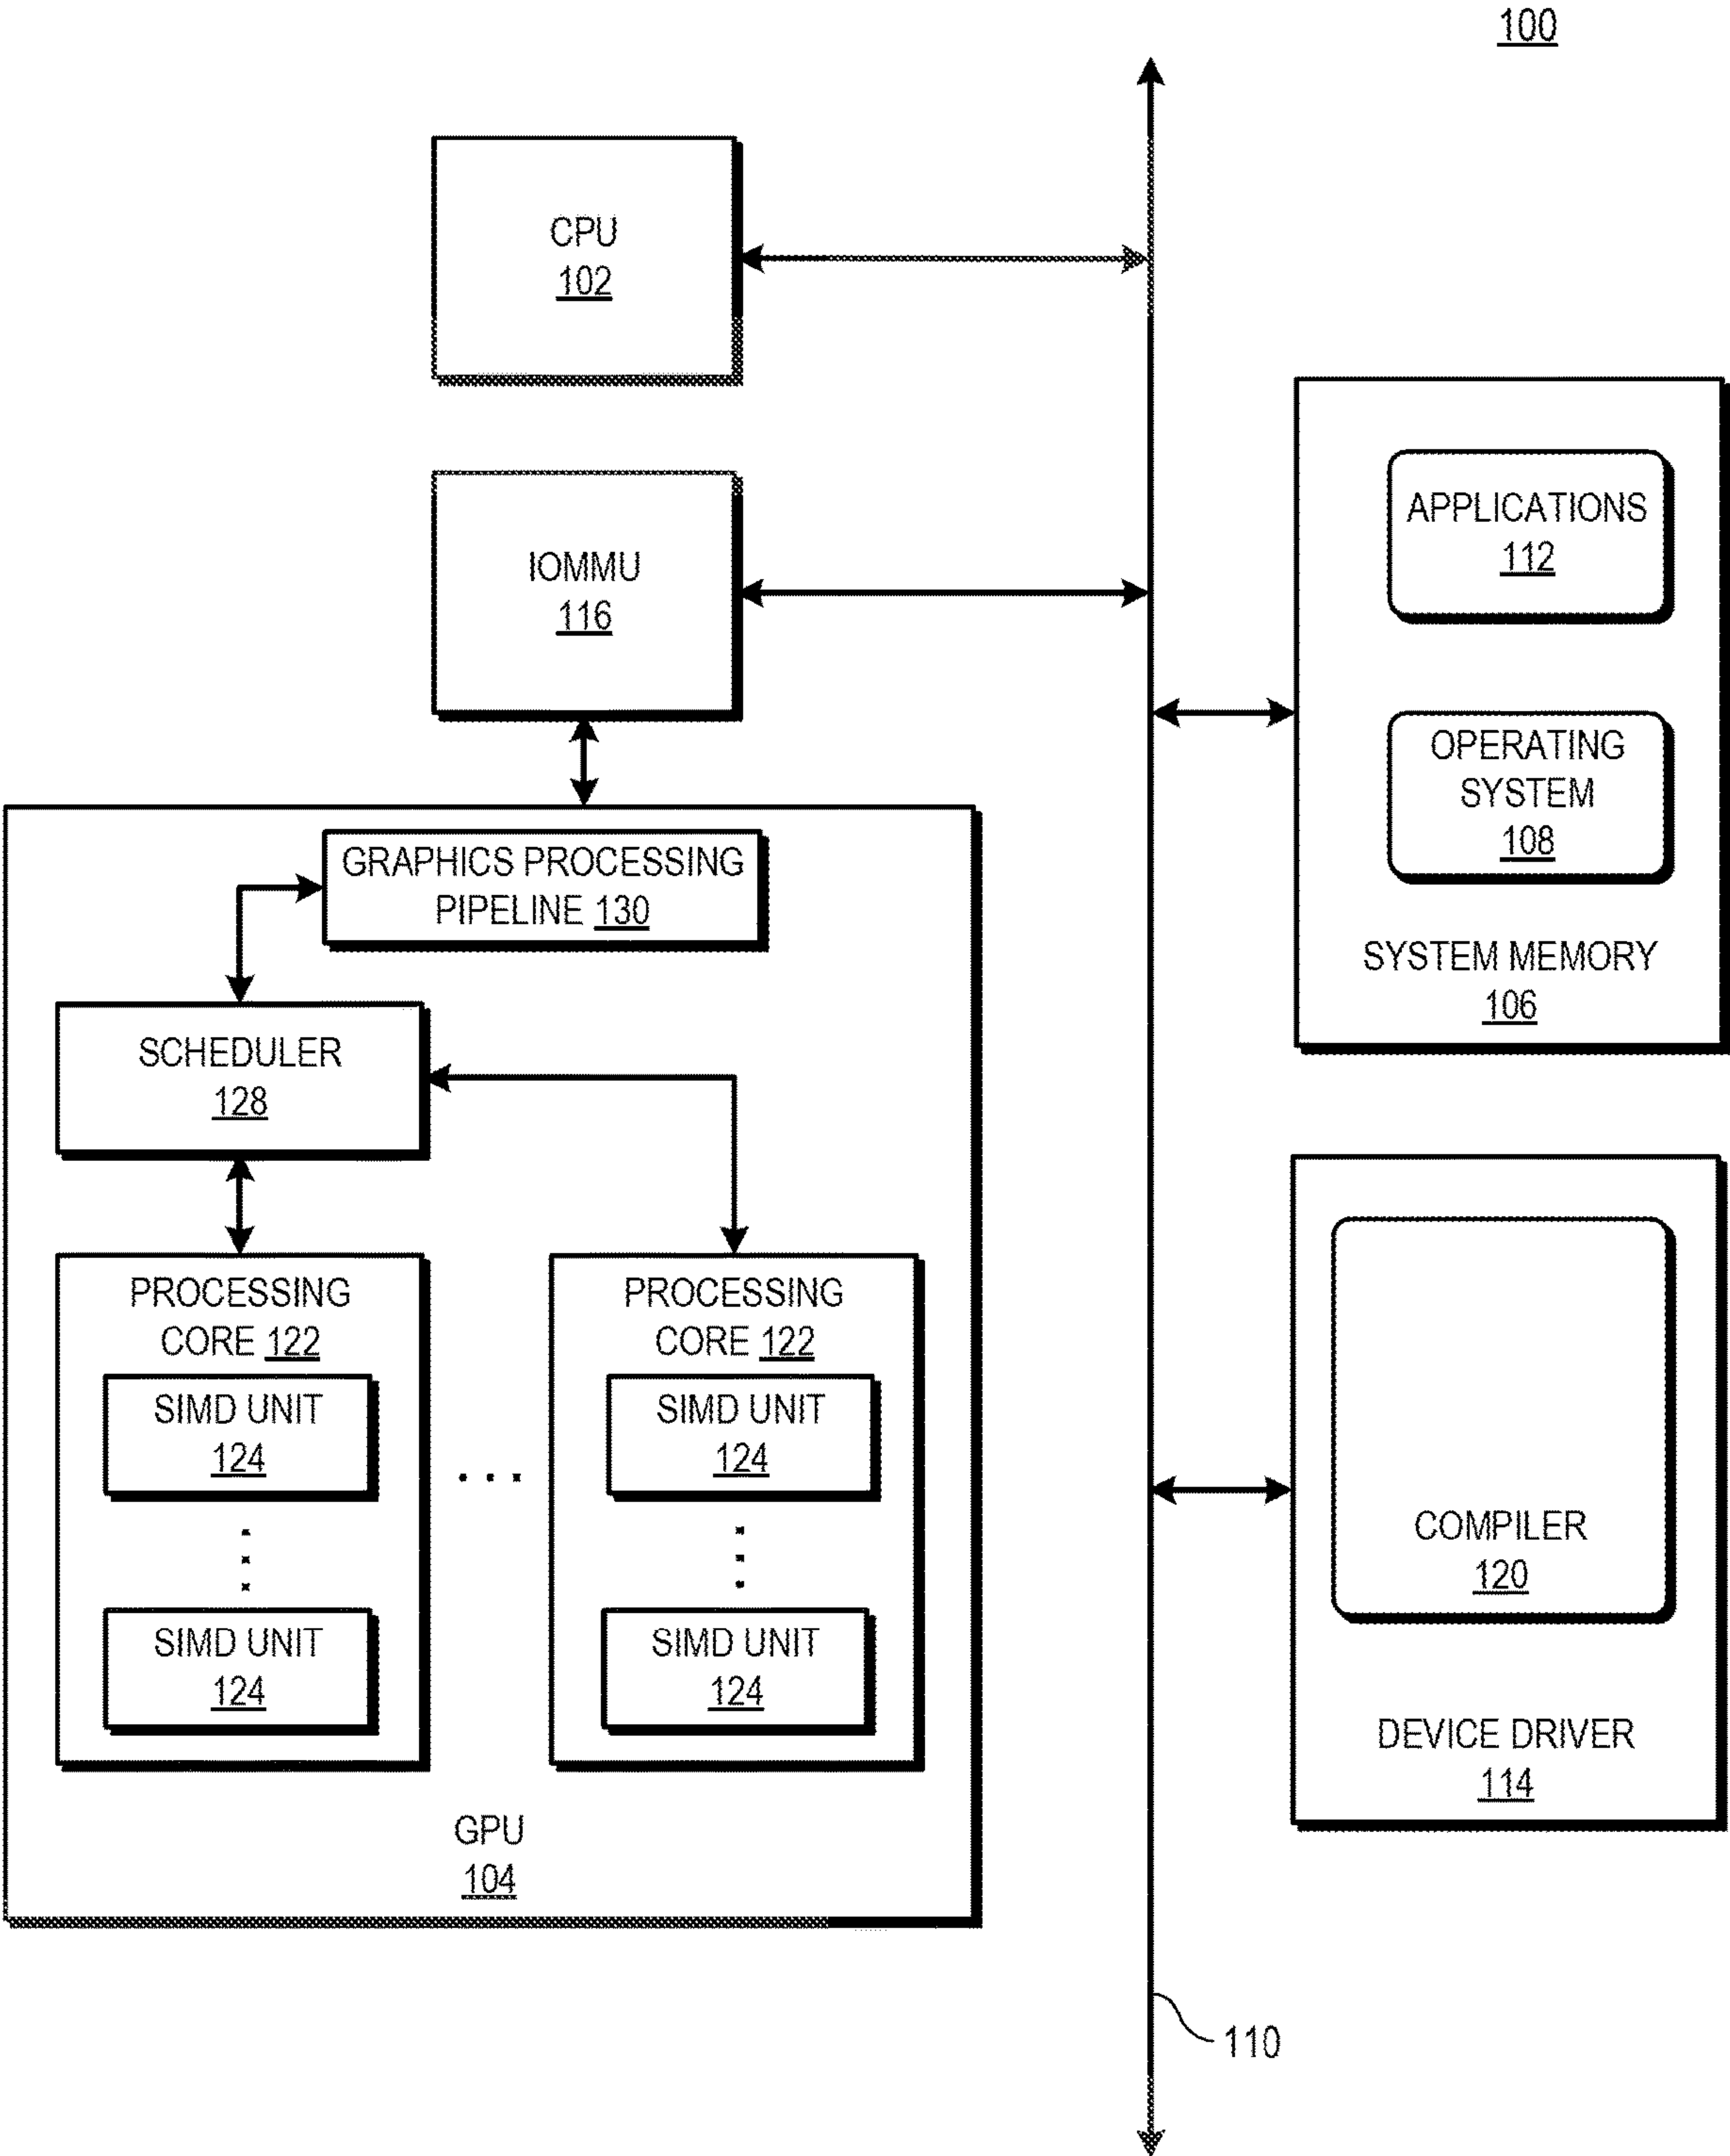 100
CPU
102
IOMMU
116
APPLICATIONS
112
OPERATING
SYSTEM
108
SYSTEM MEMORY
106
GRAPHICS PROCESSING
PIPELINE 130
SCHEDULER
128
PROCESSING
CORE 122
SIMD UNIT
124
SIMD UNIT
124
PROCESSING
CORE 122
SIMD UNIT
124
SIMD UNIT
124
GPU
104
COMPILER
120
DEVICE DRIVER
114
110